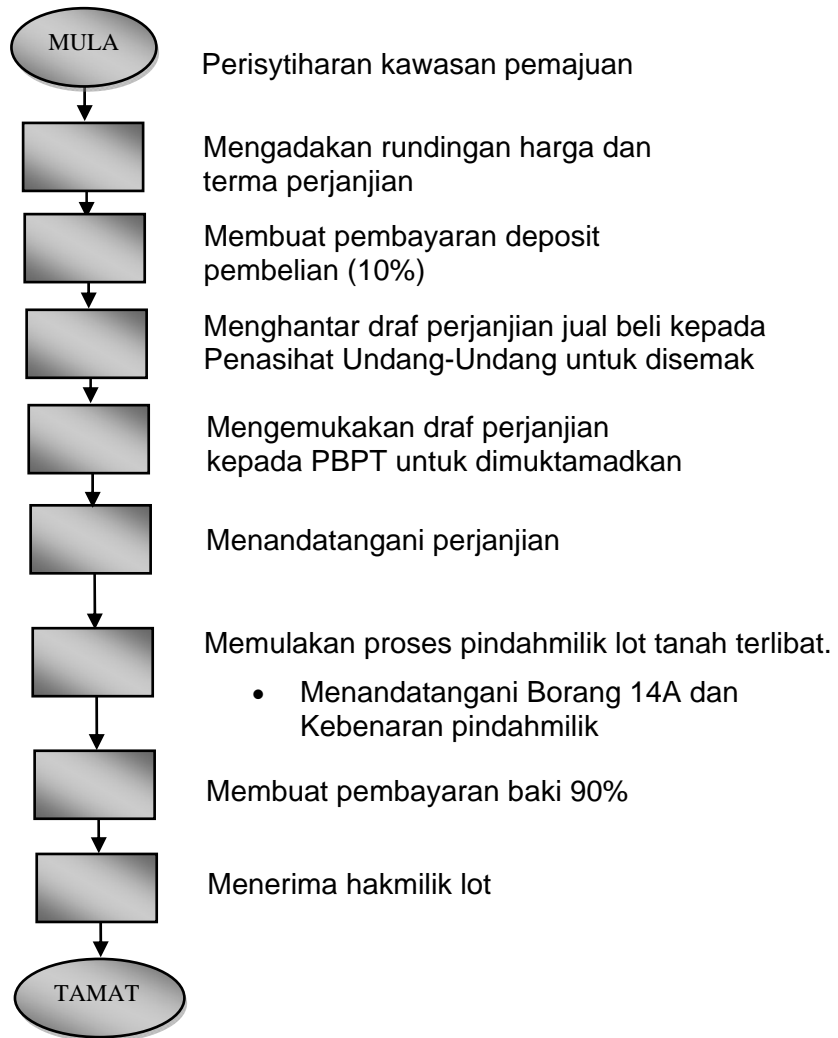 MULA
Perisytiharan kawasan pemajuan
Mengadakan rundingan harga dan
terma perjanjian
Membuat pembayaran deposit
pembelian (10%)
Menghantar draf perjanjian jual beli kepada
Penasihat Undang-Undang untuk disemak
Mengemukakan draf perjanjian
kepada PBPT untuk dimuktamadkan
Menandatangani perjanjian
Memulakan proses pindahmilik lot tanah terlibat.
• Menandatangani Borang 14A dan
Kebenaran pindahmilik
Membuat pembayaran baki 90%
Menerima hakmilik lot
TAMAT